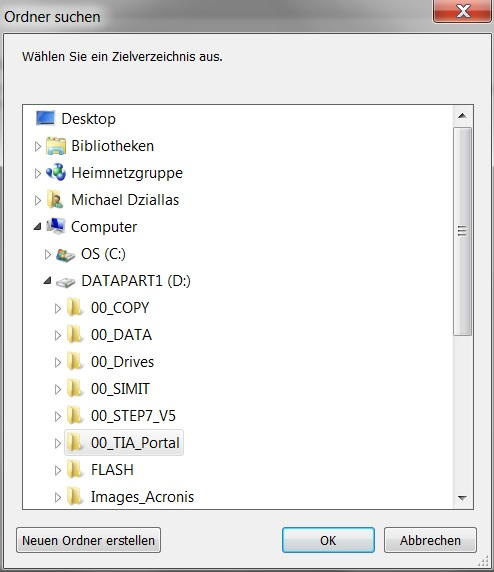 Ordner suchen
Wählen Sie ein Zielverzeichnis aus.
Desktop
Bibliotheken
Heimnetzgruppe
Michael Dziallas
Computer
OS (C:)
DATAPART1 (D:)
00_COPY
00_DATA
00_Drives
00_SIMIT
00_STEP7_V5
00_TIA_Portal
FLASH
Images_Acronis
Neuen Ordner erstellen
OK
Abbrechen